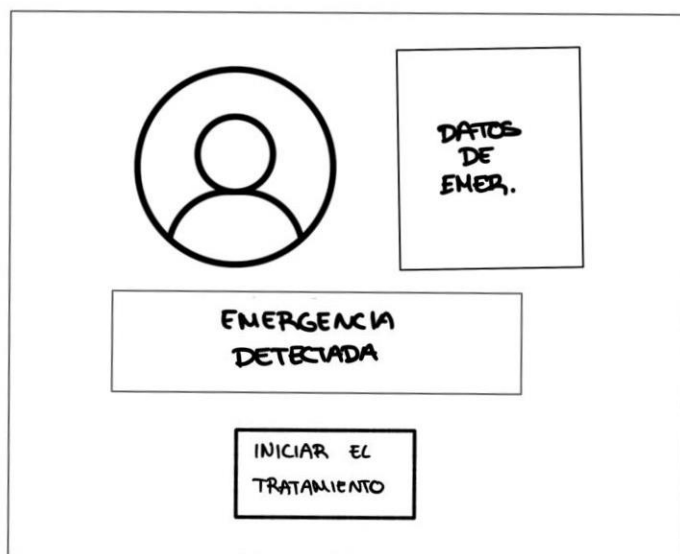 DATOS
DE
EMER.
EMERGENCIA
DETECTADA
INICIAR EL
TRATAMIENTO